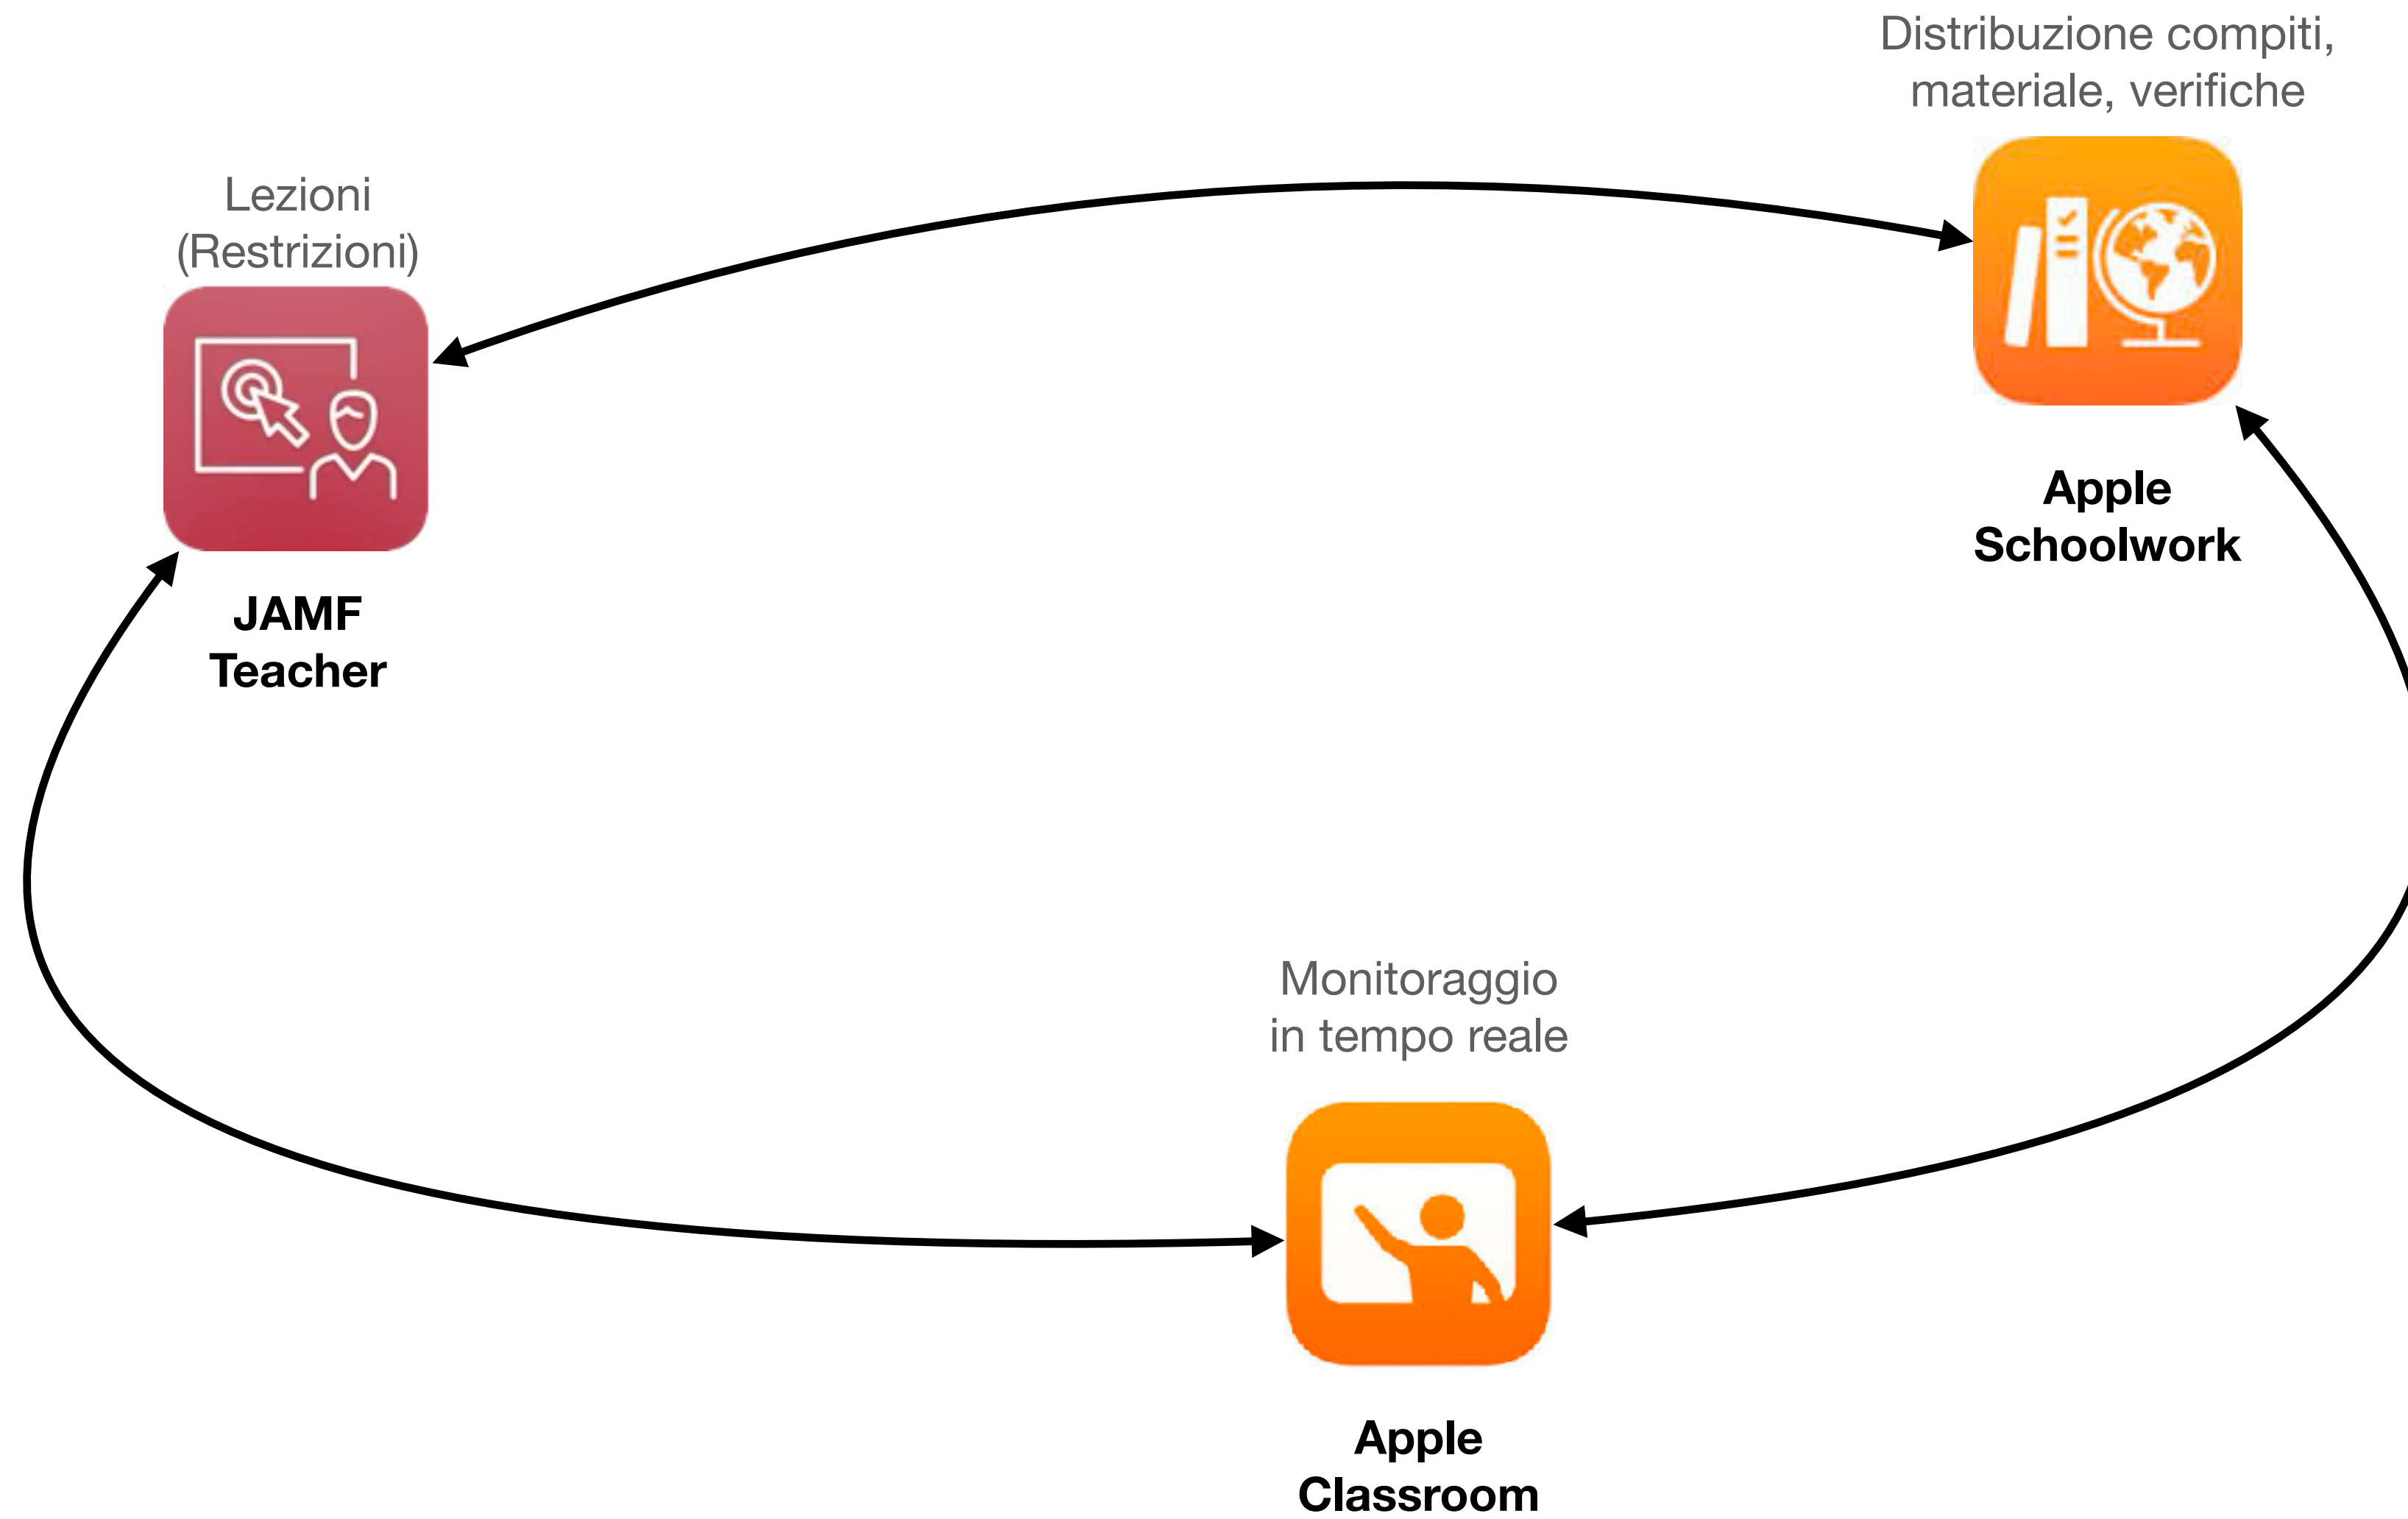 Distribuzione compiti,
materiale, verifiche
Lezioni
(Restrizioni)
Apple
Schoolwork
JAMF
Teacher
Monitoraggio
in tempo reale
Apple
Classroom